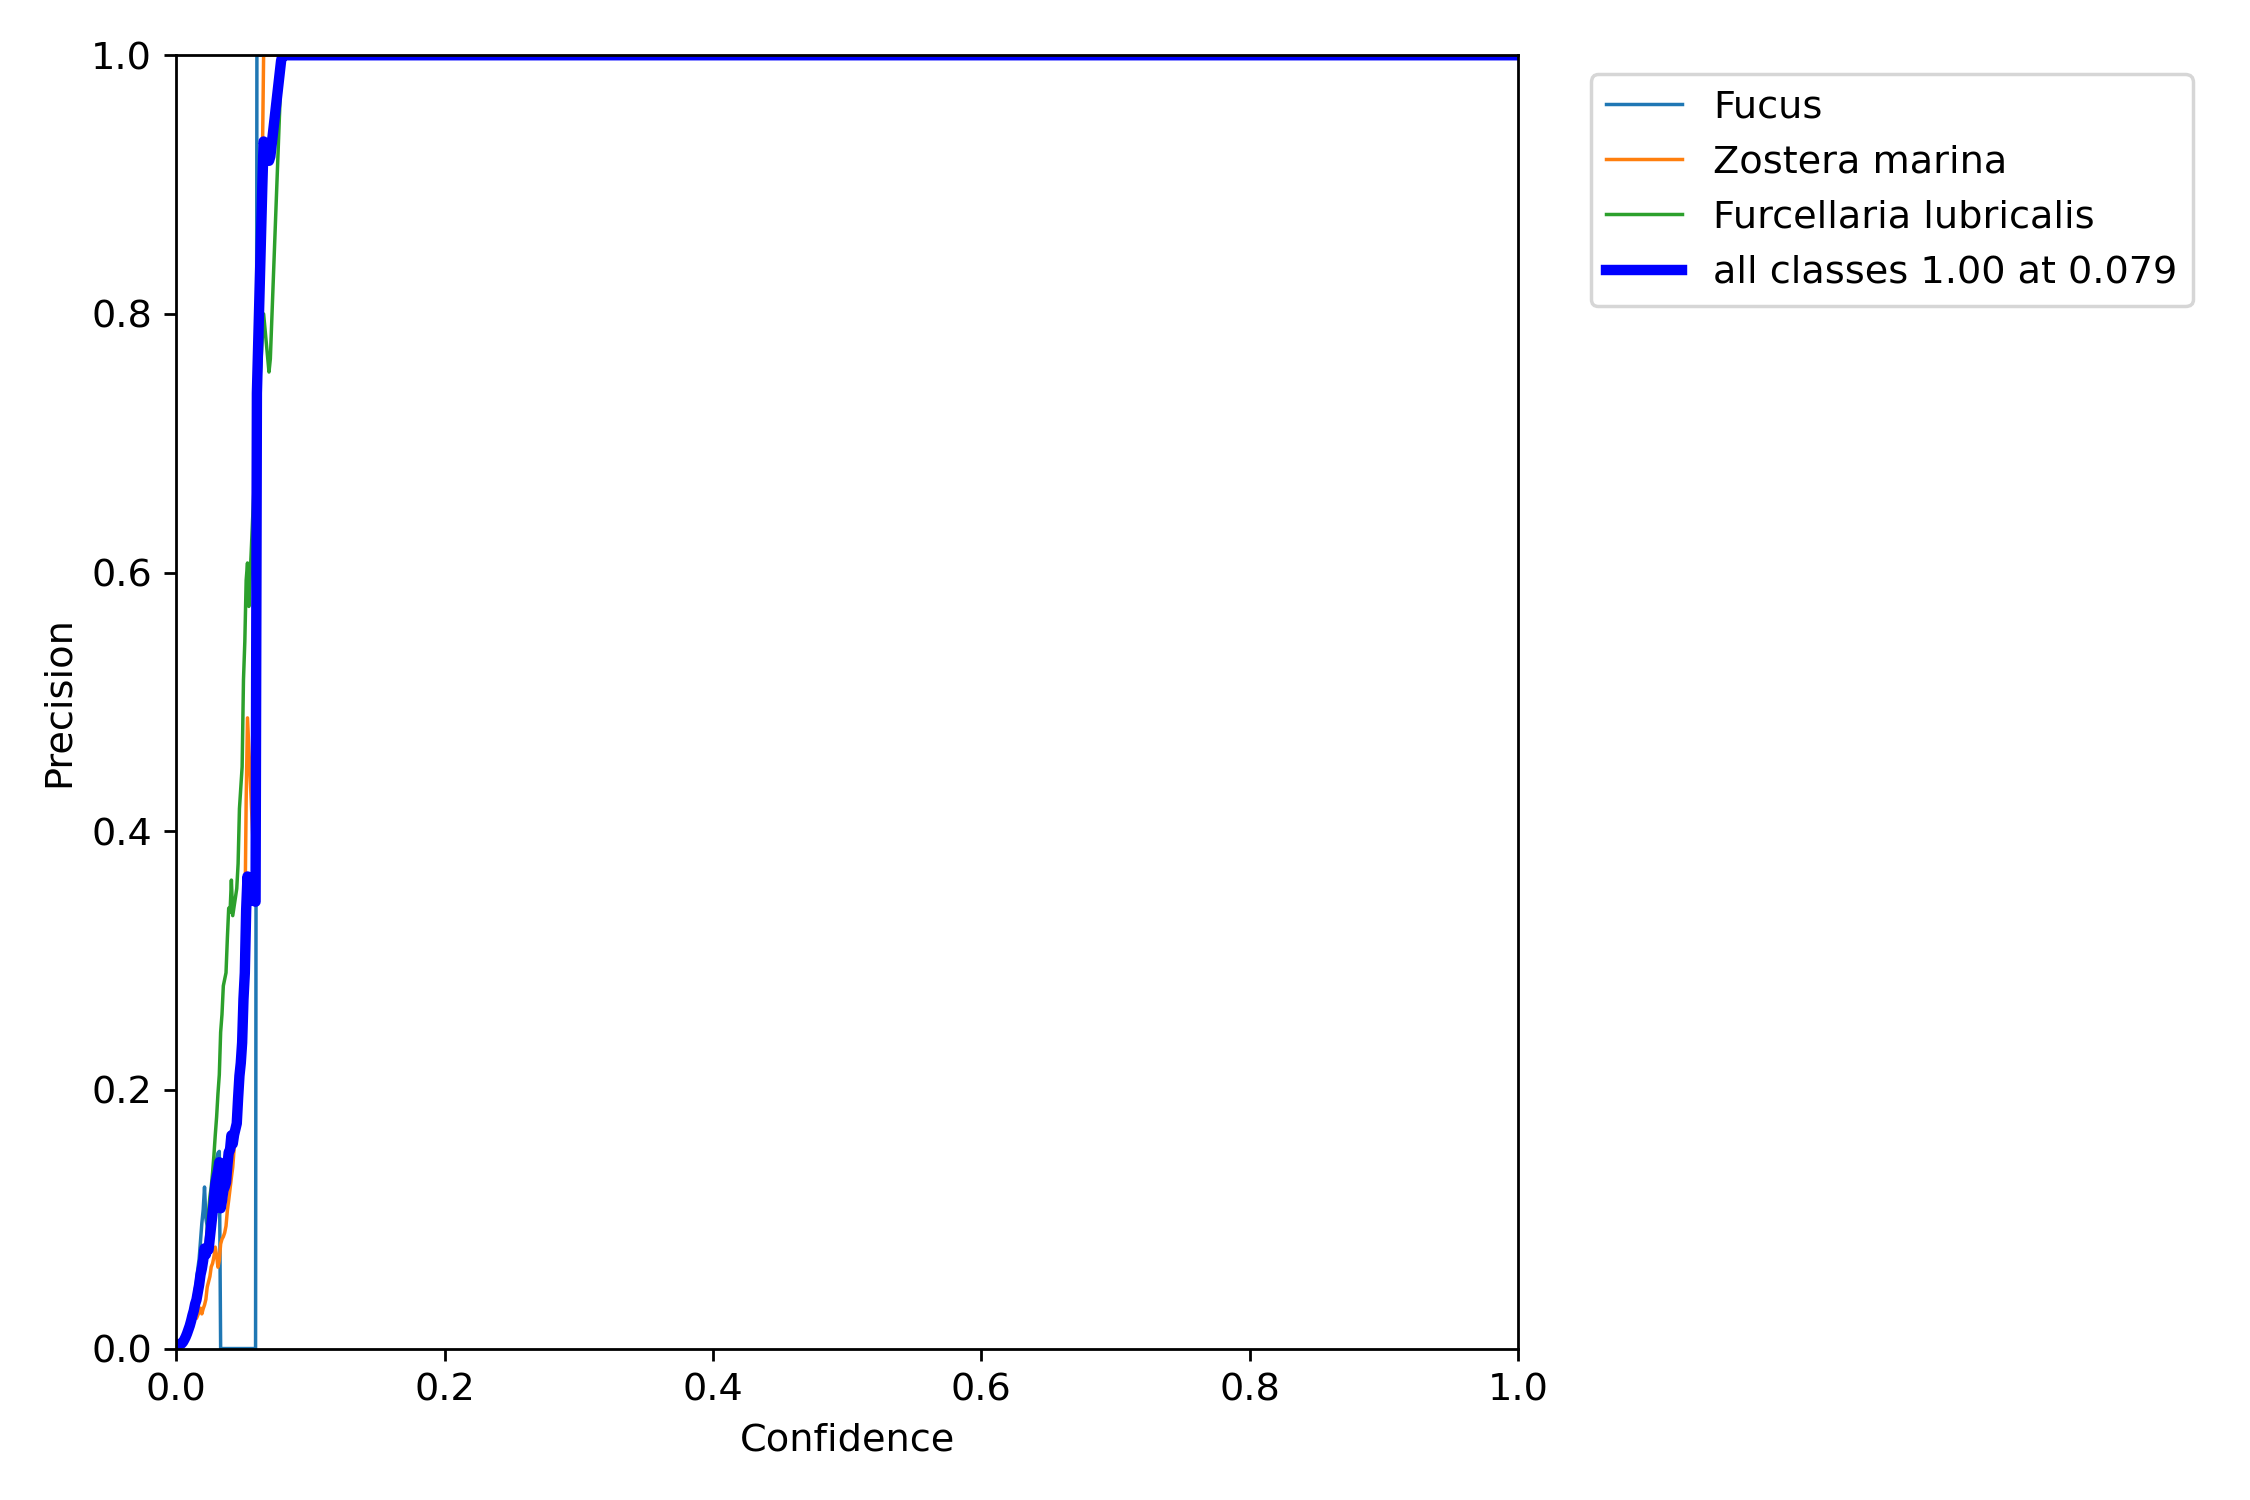 1.0
0.8
0.6
0.4
0.2
0.0
Precision
0.0 0.2 0.4 0.6 0.8 1.0
Confidence
Fucus
Zostera marina
Furcellaria lubricalis
all classes 1.00 at 0.079